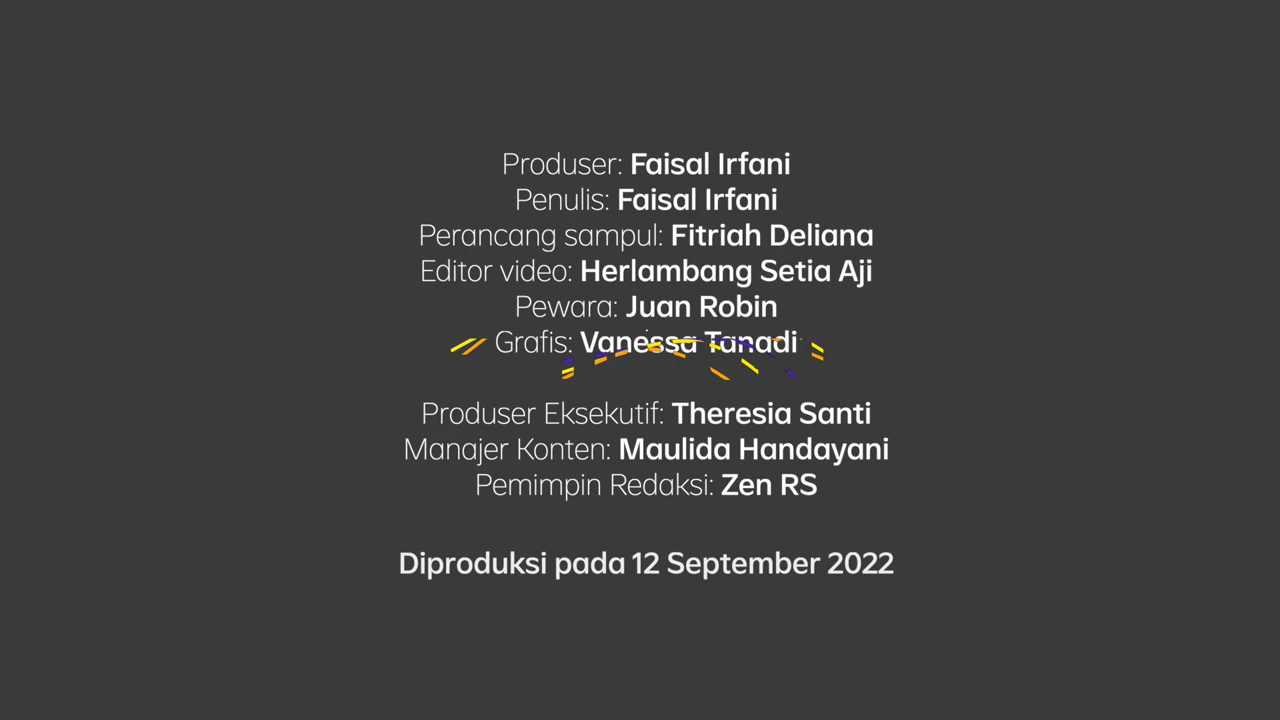 Produser: Faisal Irfani
Penulis: Faisal Irfani
Perancang sampul: Fitriah Deliana
Editor video: Herlambang Setia Aji
Pewara: Juan Robin
Grafis: Vanessa Tanadi
Produser Eksekutif: Theresia Santi
Manajer Konten: Maulida Handayani
Pemimpin Redaksi: Zen RS
Diproduksi pada 12 September 2022